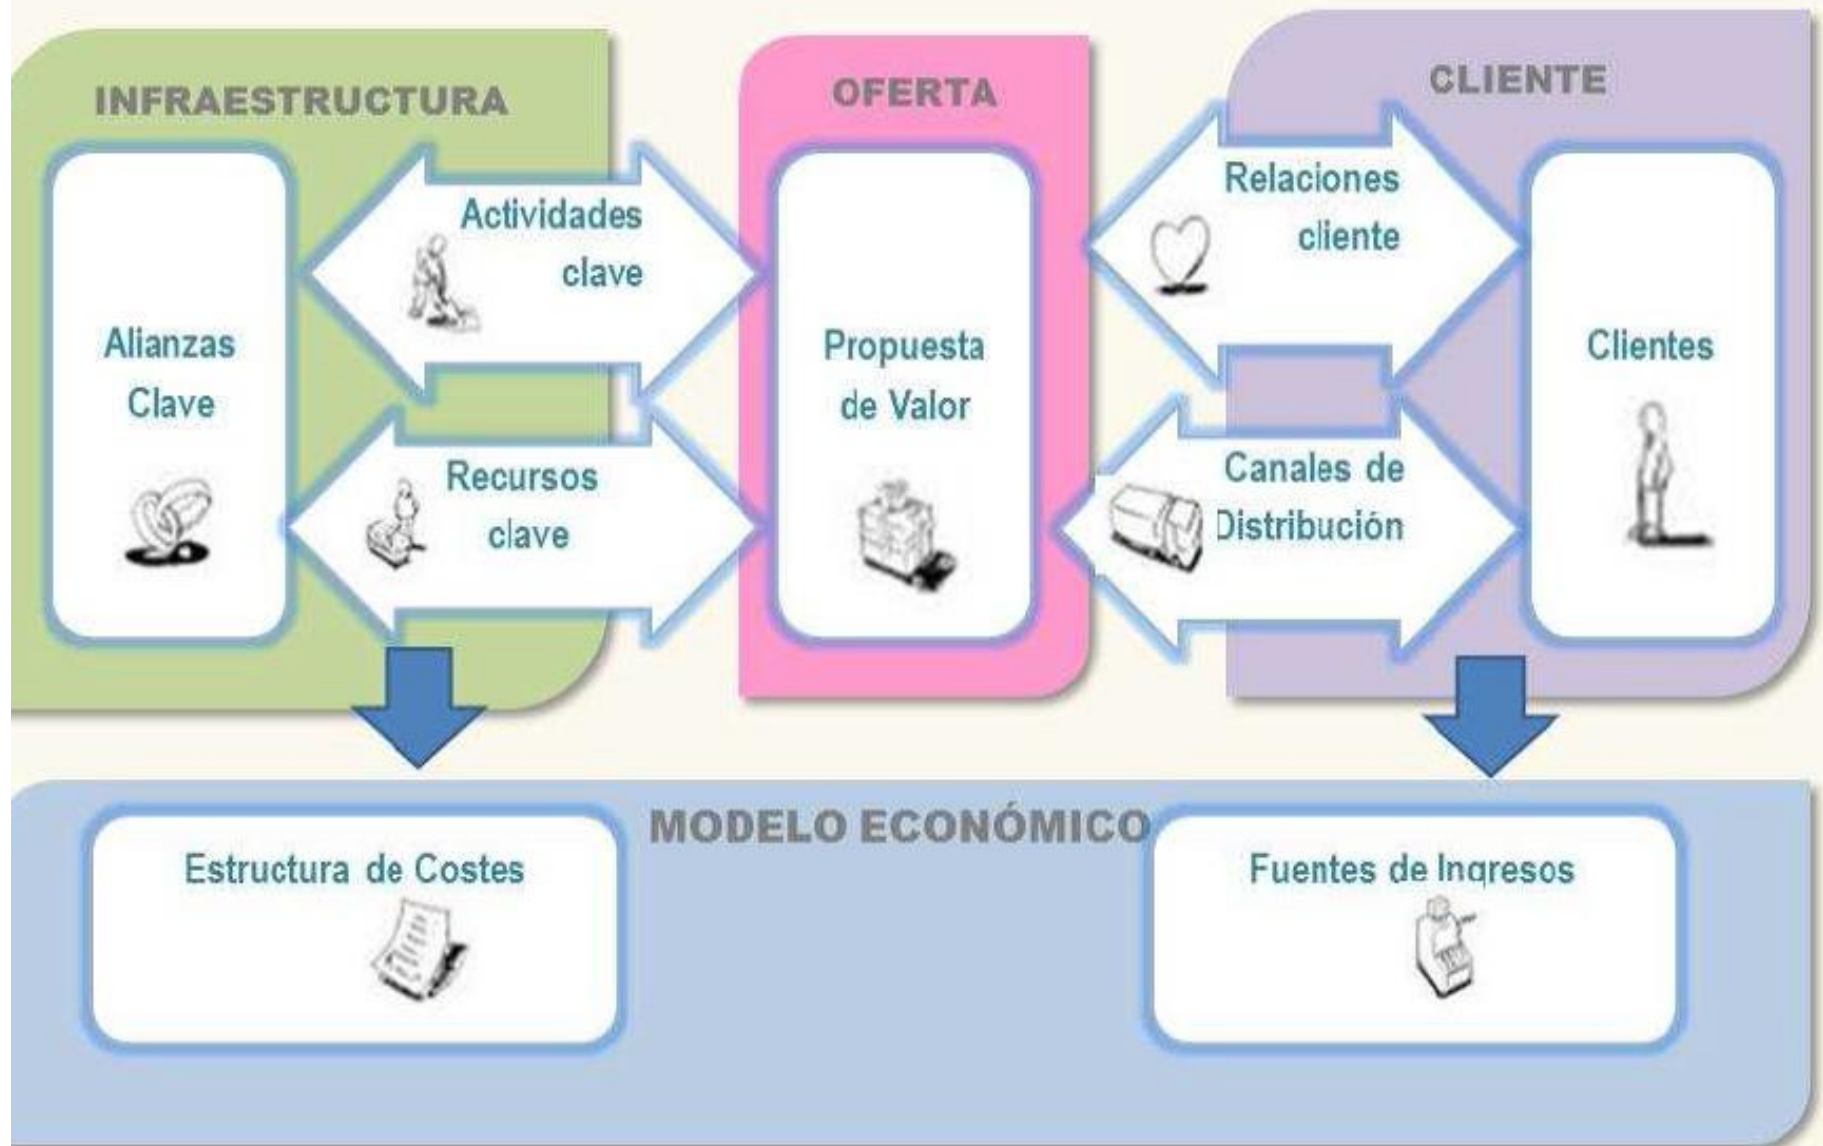 INFRAESTRUCTURA
OFERTA
CLIENTE
Alianzas
Clave
Actividades
clave
Recursos
clave
Propuesta
de Valor
Relaciones
cliente
Canales de
Distribución
Clientes
MODELO ECONÓMICO
Estructura de Costes
Fuentes de Ingresos